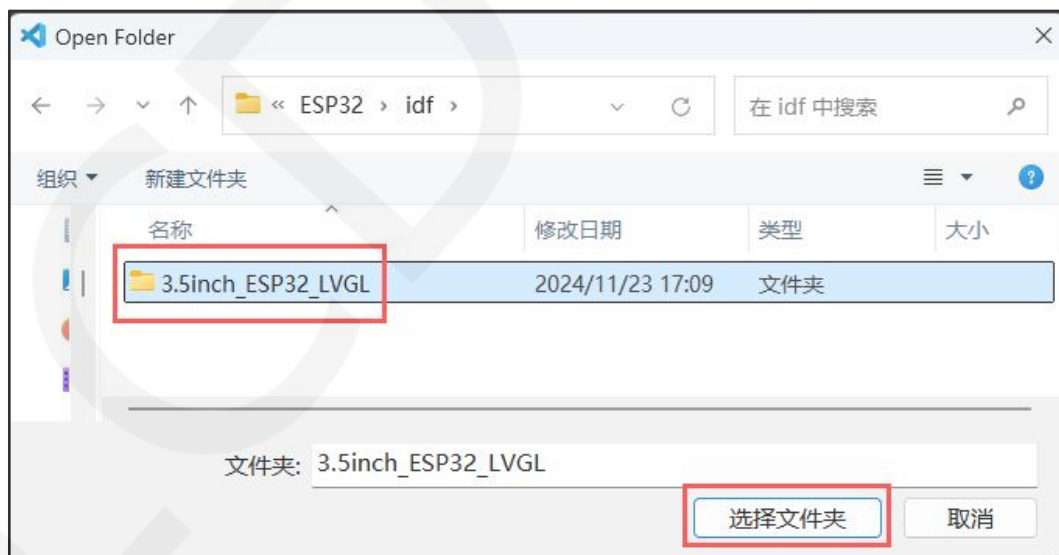 Open Folder
« ESP32 › idf ›
在 idf 中搜索
组织
新建文件夹
名称 修改日期 类型 大小
3.5inch_ESP32_LVGL 2024/11/23 17:09 文件夹
文件夹: 3.5inch_ESP32_LVGL
选择文件夹 取消